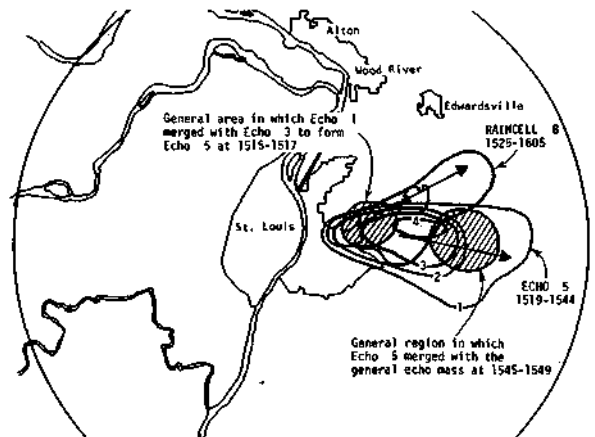 Alton
Wood River
Edwardsville
General area in which Echo 1
merged with Echo 3 to form
Echo 5 at 1515-1517
RAINCELL 8
1525-1605
St. Louis
4
3
2
1
ECHO 5
1519-1544
General region in which
Echo 5 merged with the
general echo mass at 1545-1549